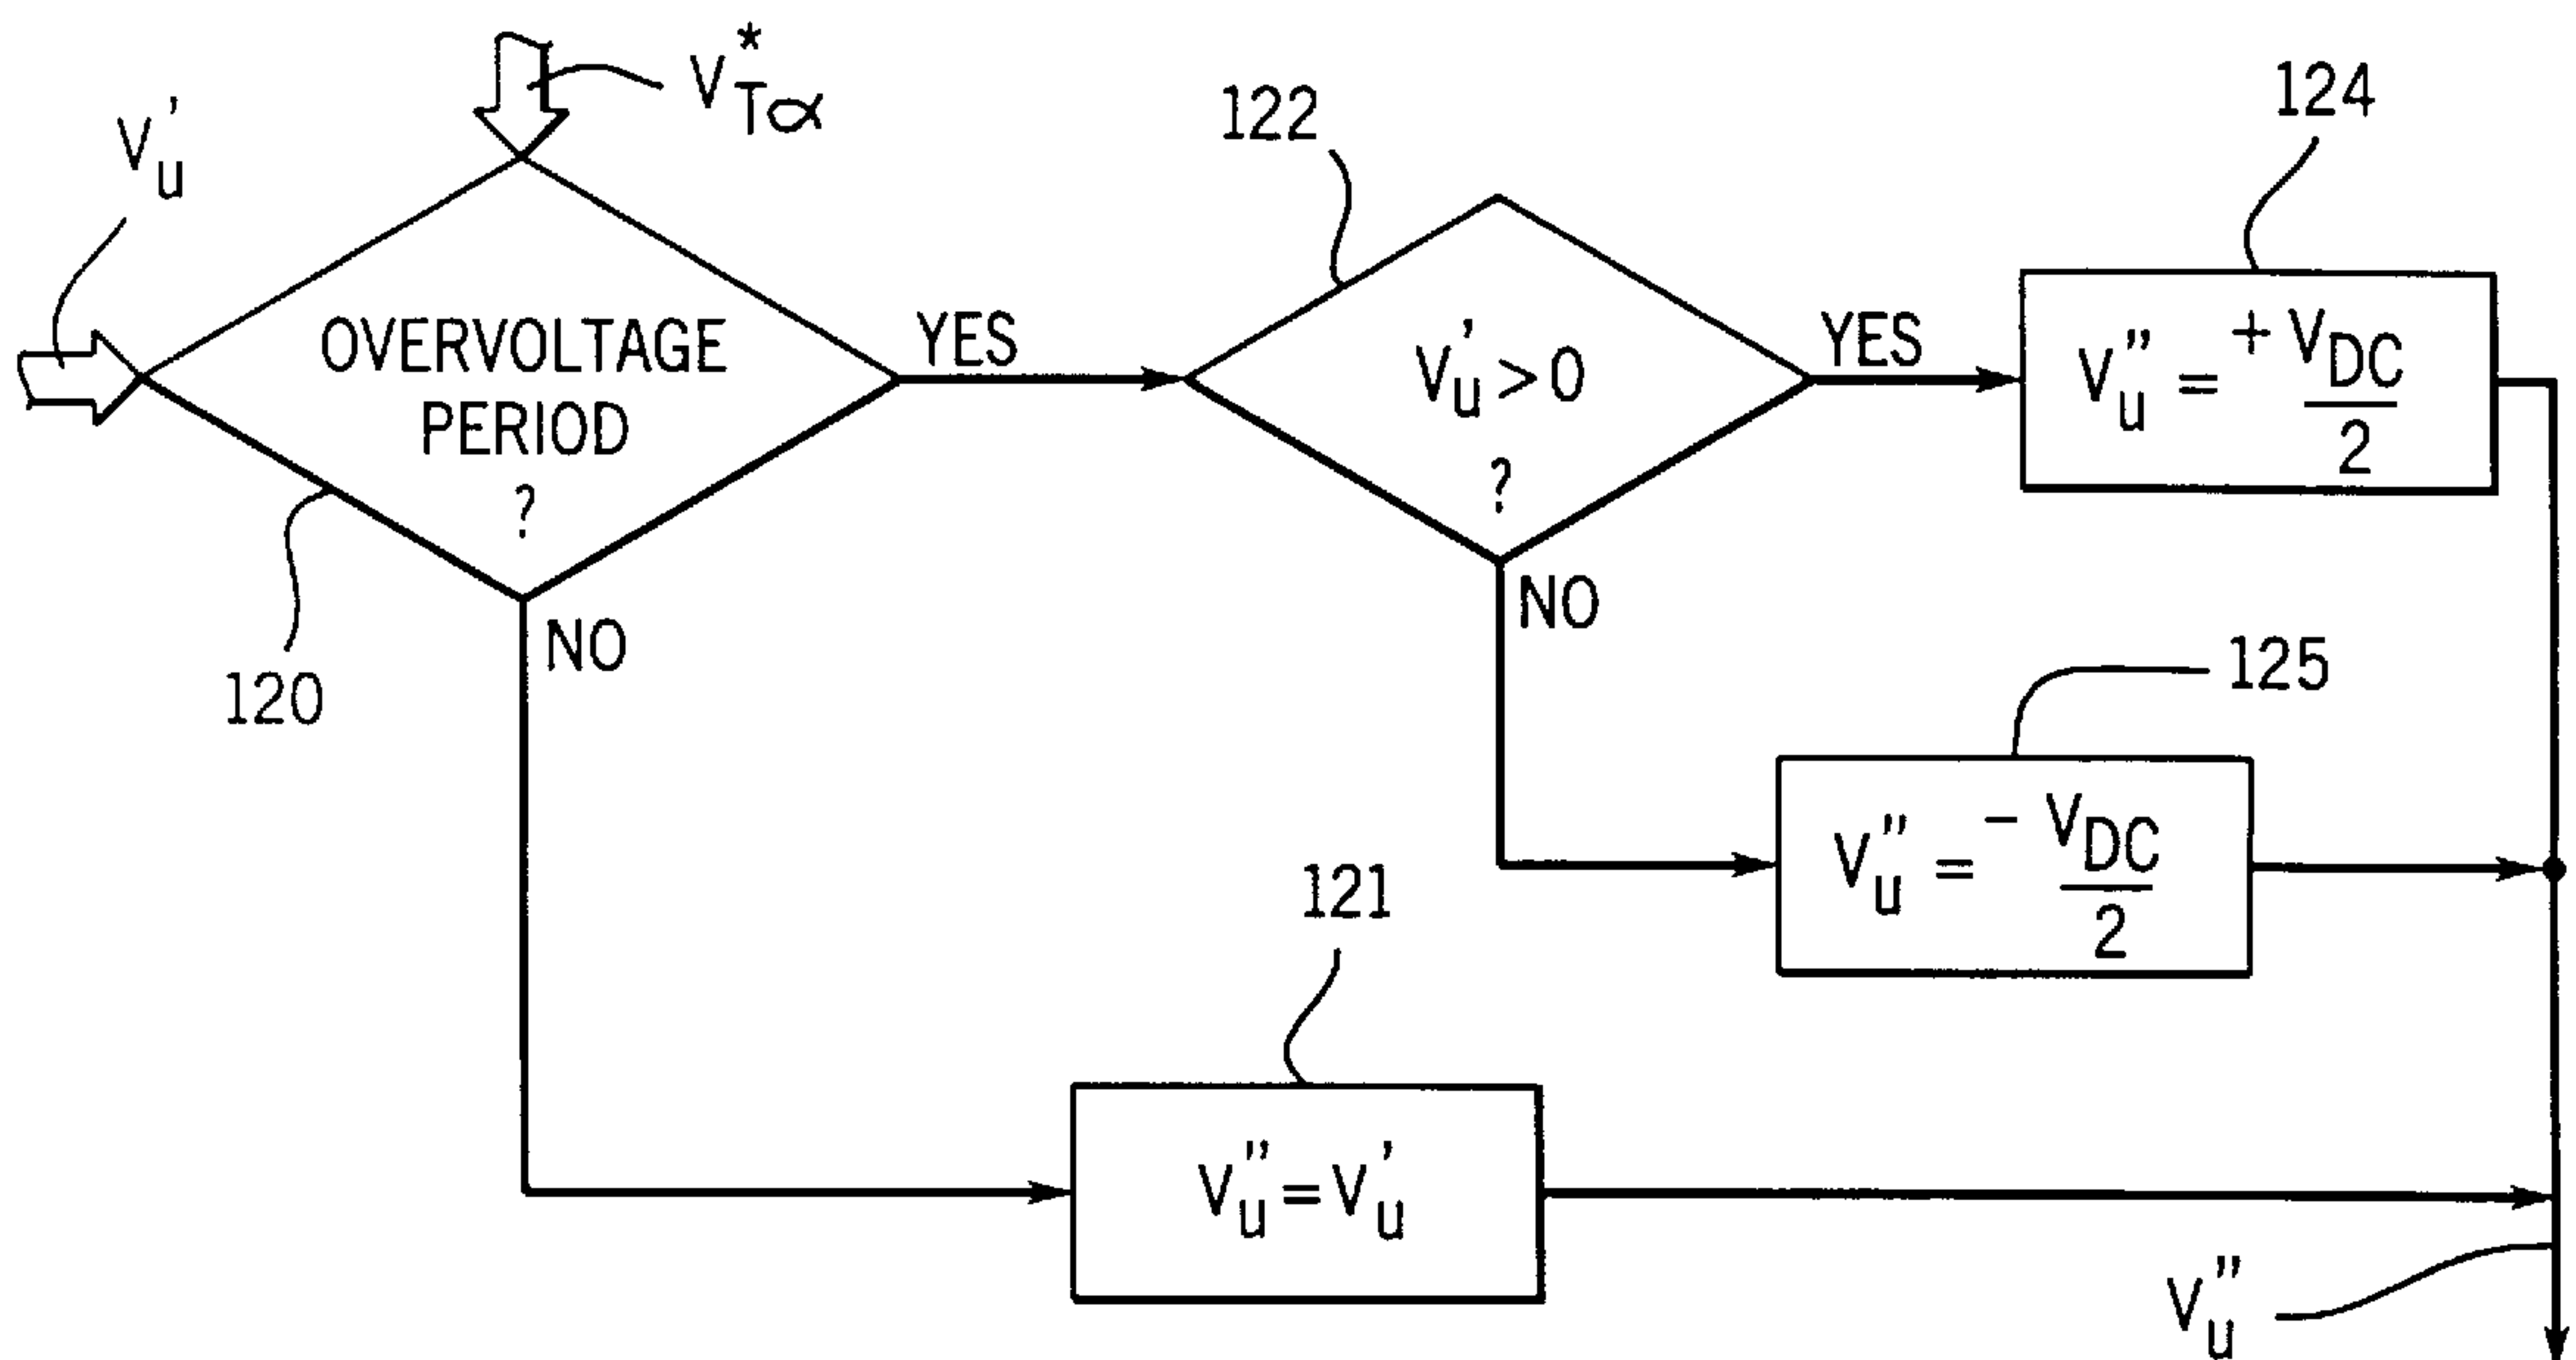 V'u
V*Tα
122
124
OVERVOLTAGE
PERIOD
?
YES
V'u > 0
?
YES
V''u = + VDC
2
NO
NO
120
125
V''u = - VDC
2
121
V''u = V'u
V''u